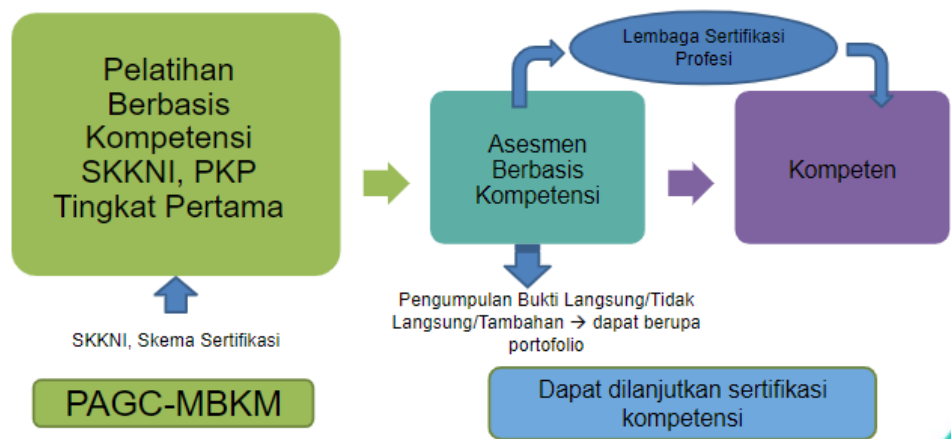 Pelatihan
Berbasis
Kompetensi
SKKNI, PKP
Tingkat Pertama
SKKNI, Skema Sertifikasi
PAGC-MBKM
Lembaga Sertifikasi
Profesi
Asesmen
Berbasis
Kompetensi
Kompeten
Pengumpulan Bukti Langsung/Tidak
Langsung/Tambahan → dapat berupa
portofolio
Dapat dilanjutkan sertifikasi
kompetensi